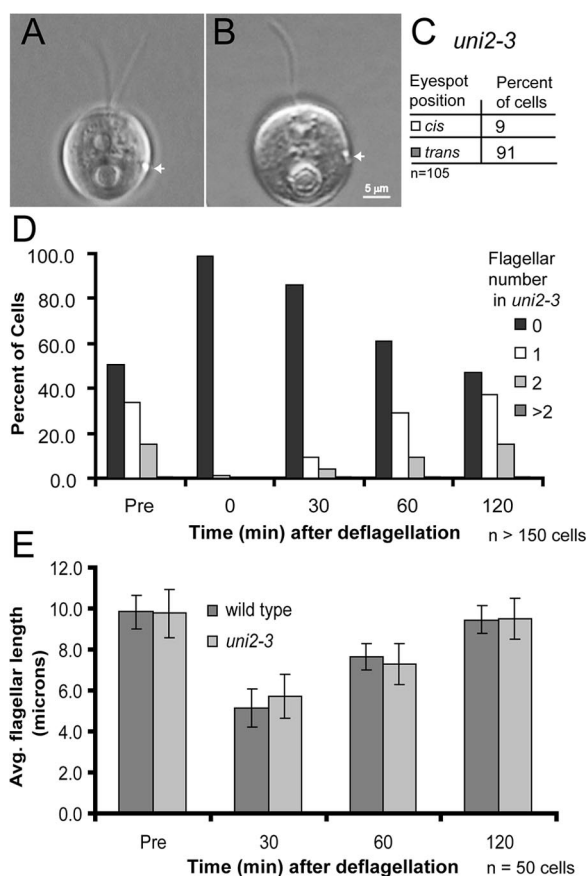 A
B
5 μm
C uni2-3
Eyespot position
Percent of cells
cis 9
trans 91
n=105
D
Percent of Cells
100.0
80.0
60.0
40.0
20.0
0.0
Flagellar
number
in uni2-3
0
1
2
>2
Pre 0 30 60 120
Time (min) after deflagellation n > 150 cells
E
Avg. flagellar length
(microns)
12.0
10.0
8.0
6.0
4.0
2.0
0.0
wild type
uni2-3
Pre 30 60 120
Time (min) after deflagellation n = 50 cells